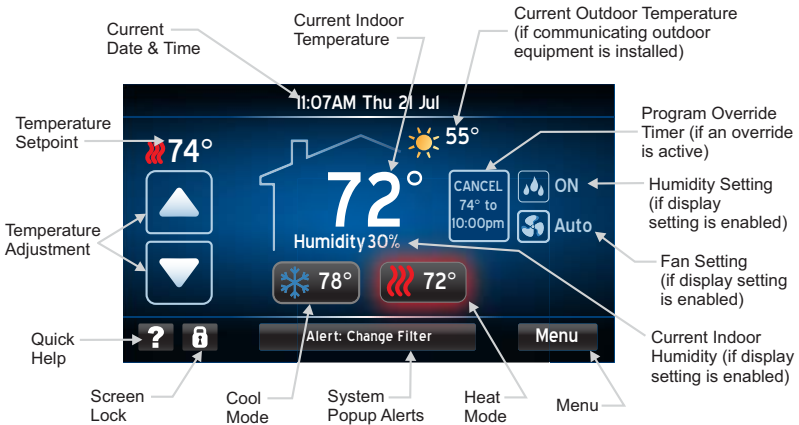 Current
Date & Time
Current Indoor
Temperature
Current Outdoor Temperature
(if communicating outdoor
equipment is installed)
Temperature
Setpoint
Temperature
Adjustment
Quick
Help
Screen
Lock
Cool
Mode
System
Popup Alerts
Heat
Mode
Menu
Program Override
Timer (if an override
is active)
Humidity Setting
(if display
setting is enabled)
Fan Setting
(if display setting
is enabled)
Current Indoor
Humidity (if display
setting is enabled)
11:07AM Thu 21 Jul
74°
55°
72°
Humidity 30%
CANCEL
74° to
10:00pm
ON
Auto
78°
72°
?
Alert: Change Filter
Menu